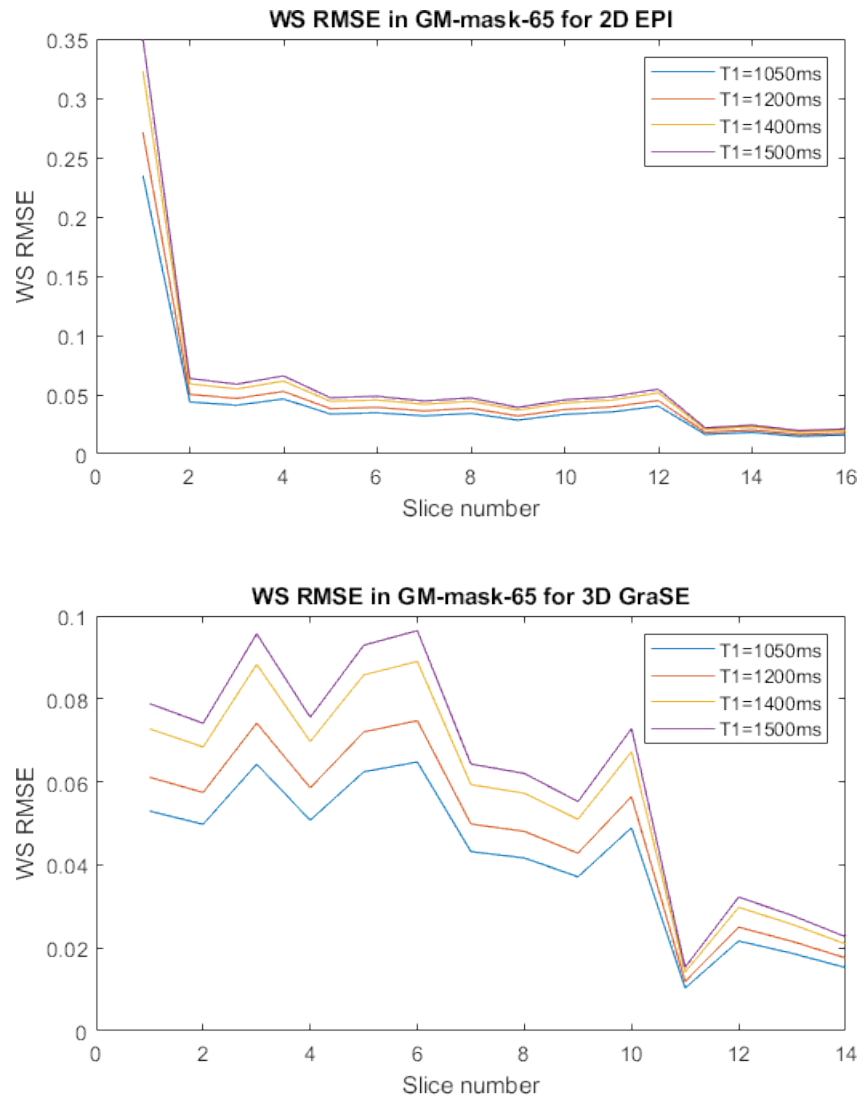 WS RMSE in GM-mask-65 for 2D EPI
0.35
0.3
0.25
0.2
0.15
0.1
0.05
0
WS RMSE
T1=1050ms
T1=1200ms
T1=1400ms
T1=1500ms
0 2 4 6 8 10 12 14 16
Slice number
WS RMSE in GM-mask-65 for 3D GraSE
0.1
0.08
0.06
0.04
0.02
0
WS RMSE
T1=1050ms
T1=1200ms
T1=1400ms
T1=1500ms
0 2 4 6 8 10 12 14
Slice number